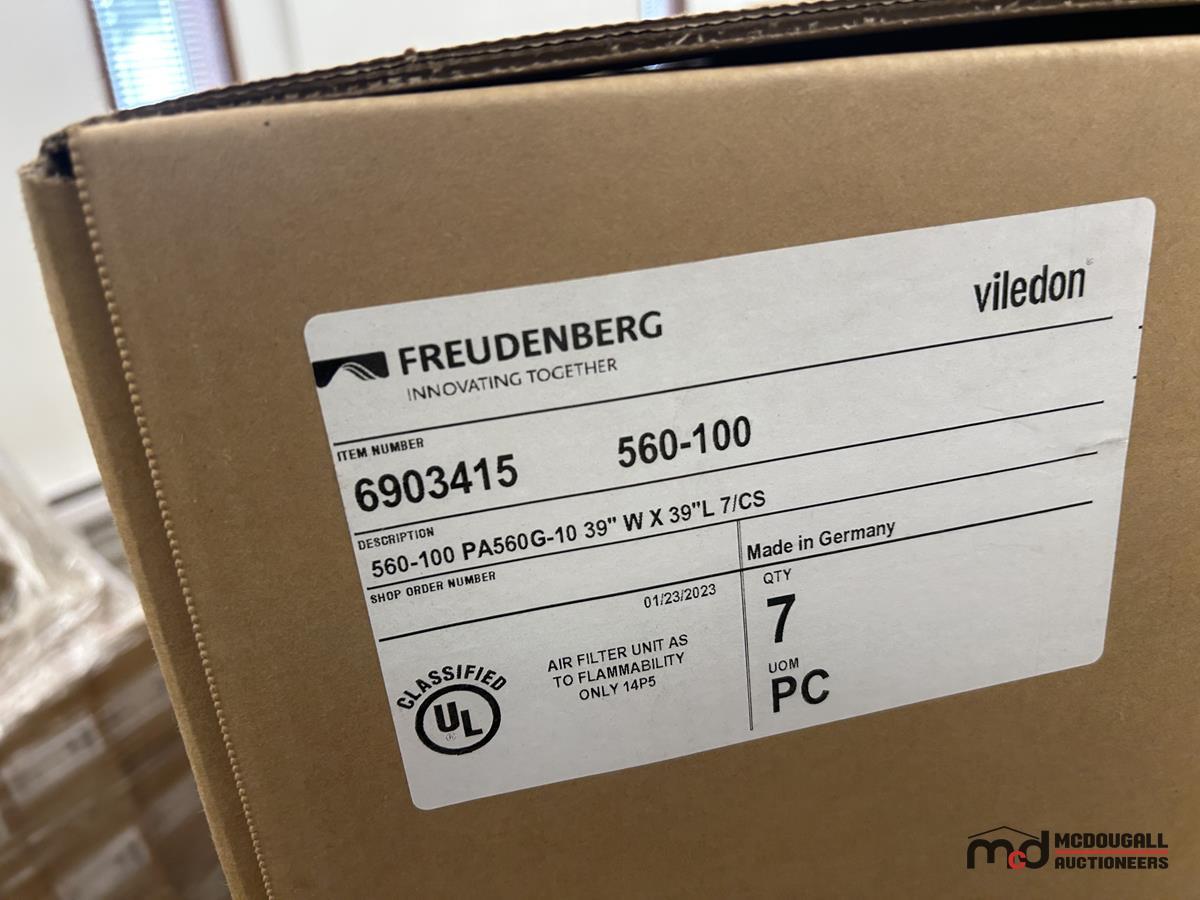 viledon
FREUDENBERG
INNOVATING TOGETHER
ITEM NUMBER
6903415 560-100
DESCRIPTION
560-100 PA560G-10 39" W X 39"L 7/CS
SHOP ORDER NUMBER
Made in Germany
01/23/2023
QTY
7
CLASSIFIED
UL
AIR FILTER UNIT AS
TO FLAMMABILITY
ONLY 14P5
UOM
PC
mcd MCDOUGALL
AUCTIONEERS